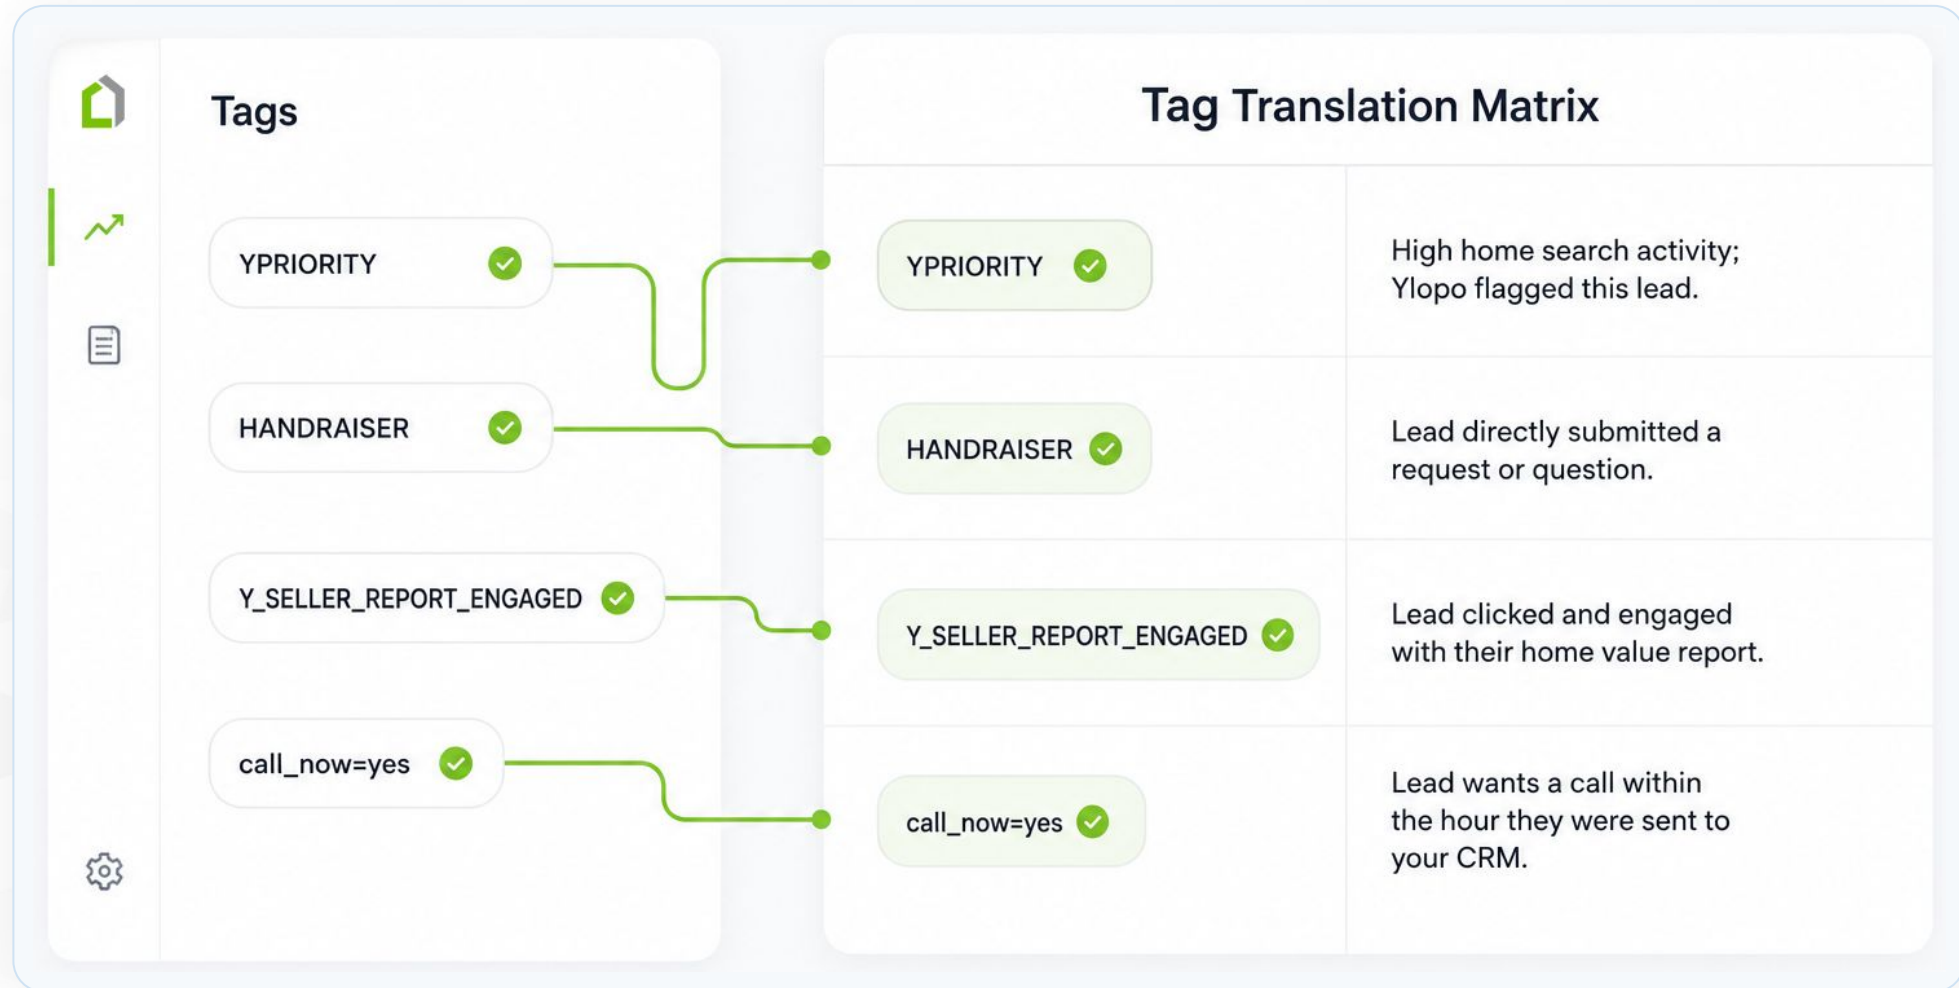 Tags
YPRIORITY
HANDRAISER
Y_SELLER_REPORT_ENGAGED
call_now=yes
Tag Translation Matrix
YPRIORITY
High home search activity;
Ylopo flagged this lead.
HANDRAISER
Lead directly submitted a
request or question.
Y_SELLER_REPORT_ENGAGED
Lead clicked and engaged
with their home value report.
call_now=yes
Lead wants a call within
the hour they were sent to
your CRM.